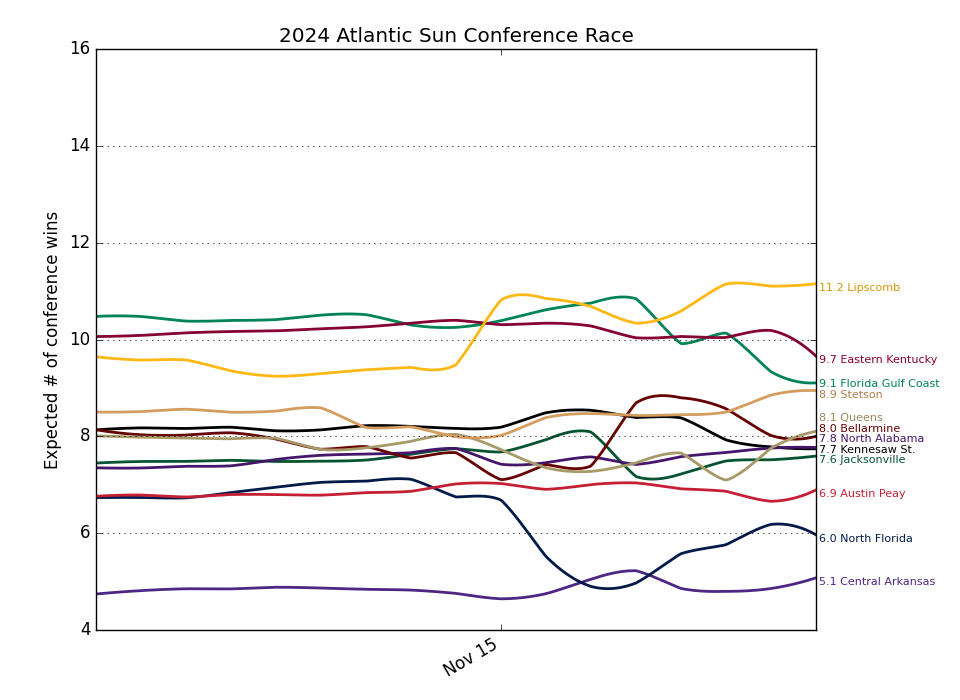 2024 Atlantic Sun Conference Race
Expected # of conference wins
16
14
12
10
8
6
4
Nov 15
11.2 Lipscomb
9.7 Eastern Kentucky
9.1 Florida Gulf Coast
8.9 Stetson
8.1 Queens
8.0 Bellarmine
7.8 North Alabama
7.7 Kennesaw St.
7.6 Jacksonville
6.9 Austin Peay
6.0 North Florida
5.1 Central Arkansas